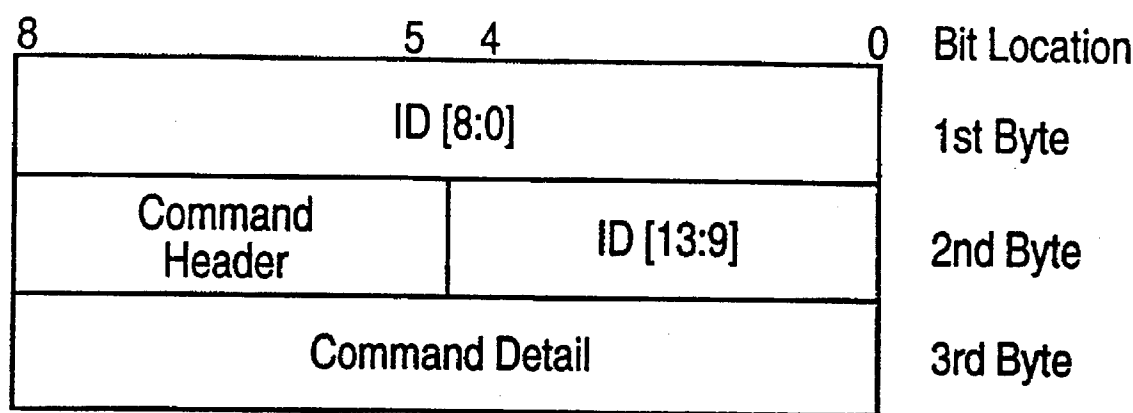 8 5 4 0 Bit Location
ID [8:0] 1st Byte
Command
Header
ID [13:9] 2nd Byte
Command Detail 3rd Byte